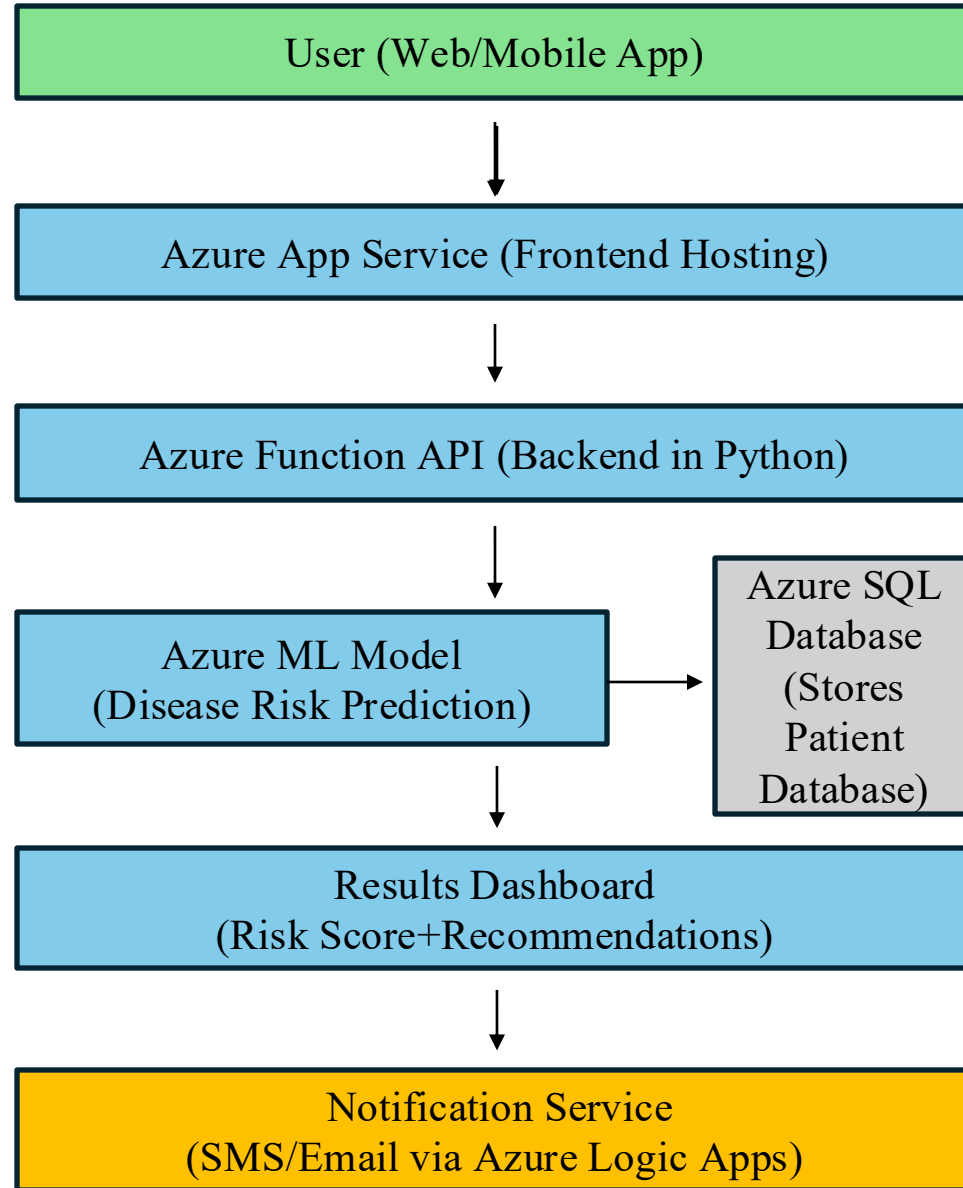 User (Web/Mobile App)
Azure App Service (Frontend Hosting)
Azure Function API (Backend in Python)
Azure ML Model
(Disease Risk Prediction)
Azure SQL
Database
(Stores
Patient
Database)
Results Dashboard
(Risk Score+Recommendations)
Notification Service
(SMS/Email via Azure Logic Apps)